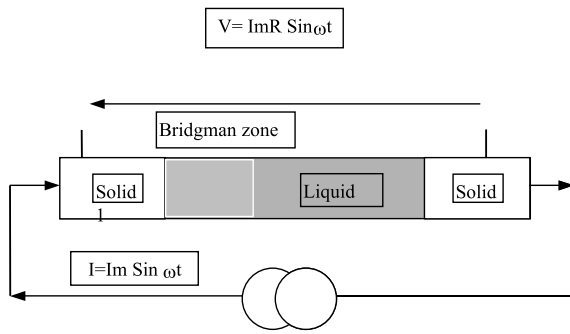 V= ImR Sinωt
Bridgman zone
Solid
1
Liquid
Solid
I=Im Sin ωt